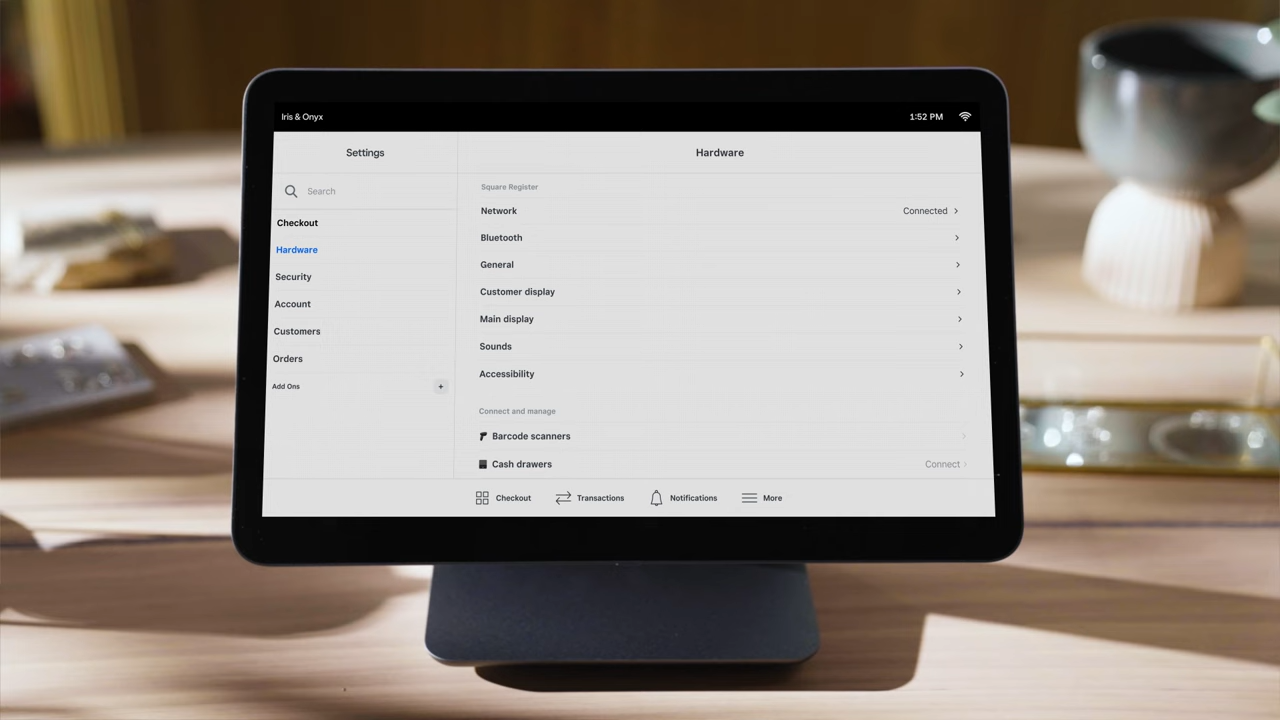 Iris & Onyx
1:52 PM
Settings
Hardware
Search
Checkout
Hardware
Security
Account
Customers
Orders
Add Ons
+
Square Register
Network
Connected
Bluetooth
General
Customer display
Main display
Sounds
Accessibility
Connect and manage
Barcode scanners
Cash drawers
Connect
Checkout
Transactions
Notifications
More